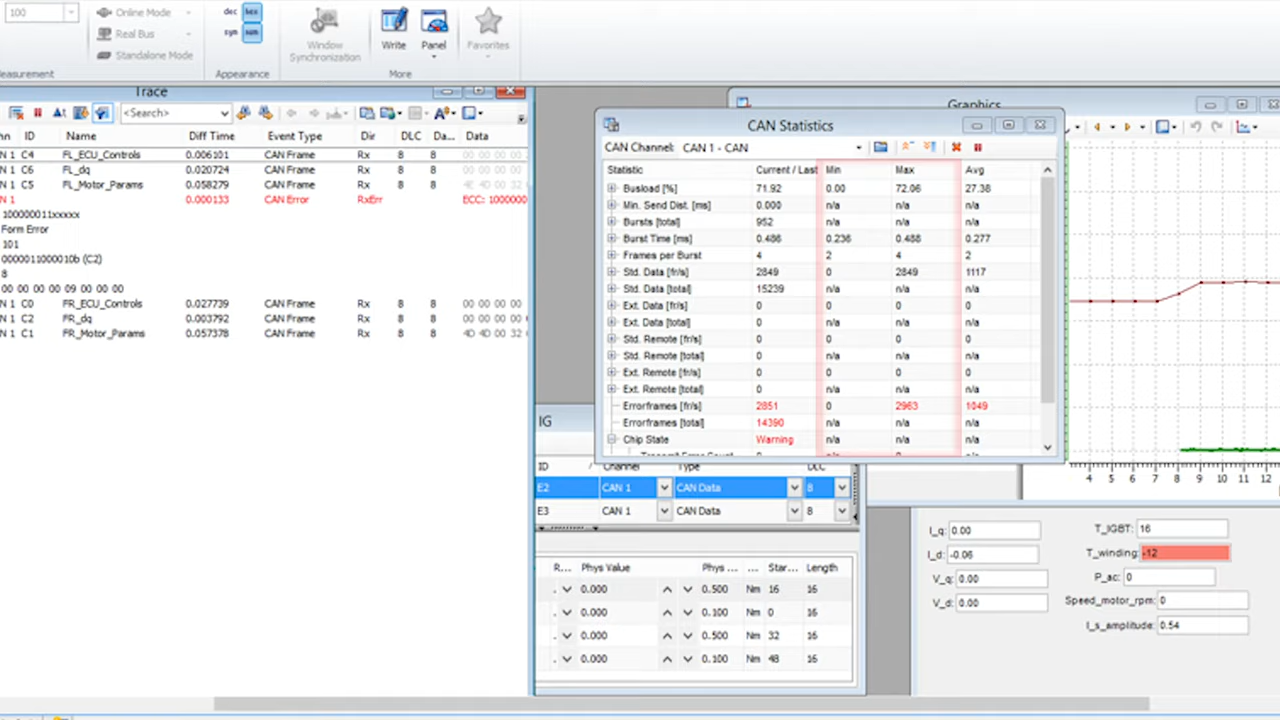 100
Online Mode
Real Bus
Standalone Mode
dec hex
sym sum
Window
Synchronization
Write
Panel
Favorites
easurement
Appearance
More
Trace
<Search>
ID Name Diff Time Event Type Dir DLC Da... Data
N 1 C4 FL_ECU_Controls 0.006101 CAN Frame Rx 8 8 00 00 00 00
N 1 C6 FL_dq 0.020724 CAN Frame Rx 8 8 00 00 00 00
N 1 C5 FL_Motor_Params 0.058279 CAN Frame Rx 8 8 4E 4D 00 32
N 1 0.000133 CAN Error RxErr ECC: 1000000
100000011xxxxx
Form Error
101
0000011000010b (C2)
8
00 00 00 00 09 00 00 00
N 1 C0 FR_ECU_Controls 0.027739 CAN Frame Rx 8 8 00 00 00
N 1 C2 FR_dq 0.003792 CAN Frame Rx 8 8 00 00 00
N 1 C1 FR_Motor_Params 0.057378 CAN Frame Rx 8 8 4D 4D 00 32
Graphics
CAN Statistics
CAN Channel: CAN 1 - CAN
Statistic Current / Last Min Max Avg
Busload [%] 71.92 0.00 72.06 27.38
Min. Send Dist. [ms] 0.000 n/a n/a n/a
Bursts [total] 952 n/a n/a n/a
Burst Time [ms] 0.486 0.236 0.488 0.277
Frames per Burst 4 2 4 2
Std. Data [fr/s] 2849 0 2849 1117
Std. Data [total] 15239 n/a n/a n/a
Ext. Data [fr/s] 0 0 0 0
Ext. Data [total] 0 n/a n/a n/a
Std. Remote [fr/s] 0 0 0 0
Std. Remote [total] 0 n/a n/a n/a
Ext. Remote [fr/s] 0 0 0 0
Ext. Remote [total] 0 n/a n/a n/a
Errorframes [fr/s] 2851 0 2963 1049
Errorframes [total] 14390 n/a n/a n/a
Chip State Warning n/a n/a n/a
4 5 6 7 8 9 10 11 12
IG
ID Channel Type DLC
E2 CAN 1 CAN Data 8
E3 CAN 1 CAN Data 8
R... Phys Value Phys ... ... Star... Length
0.000 0.500 Nm 16 16
0.000 0.100 Nm 0 16
0.000 0.500 Nm 32 16
0.000 0.100 Nm 48 16
I_q: 0.00
I_d: -0.06
V_q: 0.00
V_d: 0.00
T_IGBT: 16
T_winding: -12
P_ac: 0
Speed_motor_rpm: 0
I_s_amplitude: 0.54